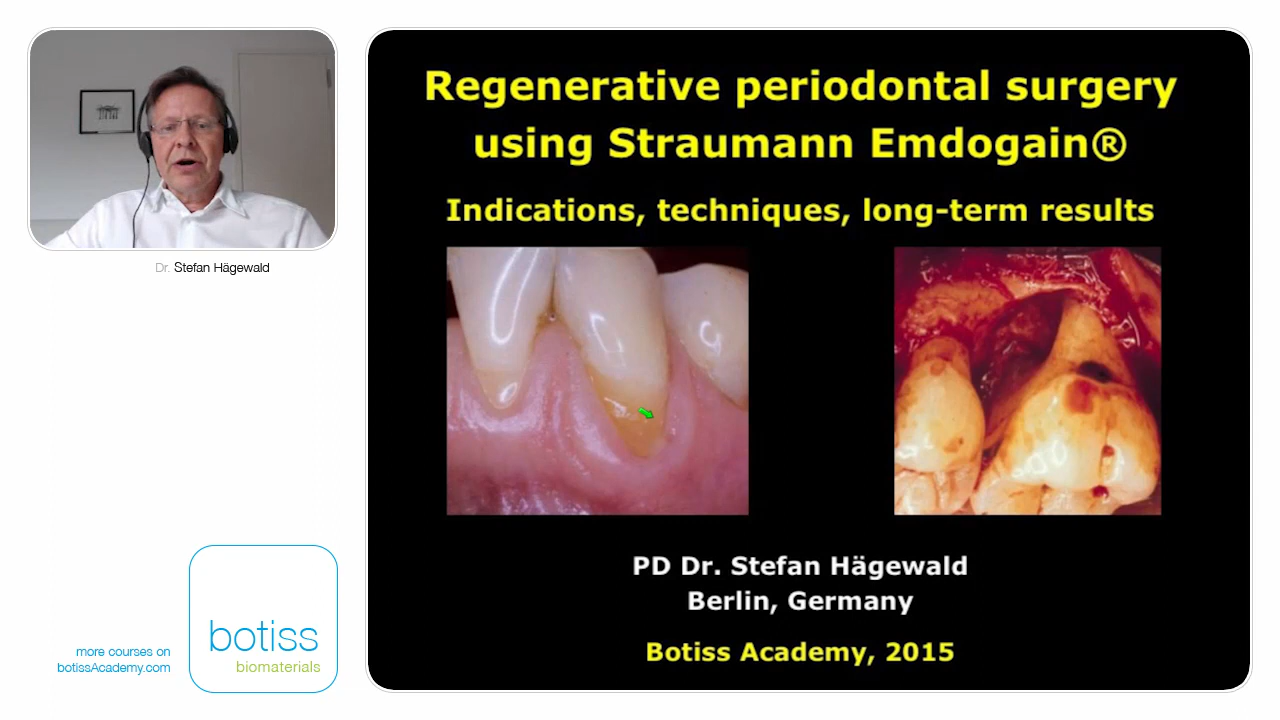 Dr. Stefan Hägewald
more courses on
botissAcademy.com
botiss
biomaterials
Regenerative periodontal surgery
using Straumann Emdogain®
Indications, techniques, long-term results
PD Dr. Stefan Hägewald
Berlin, Germany
Botiss Academy, 2015